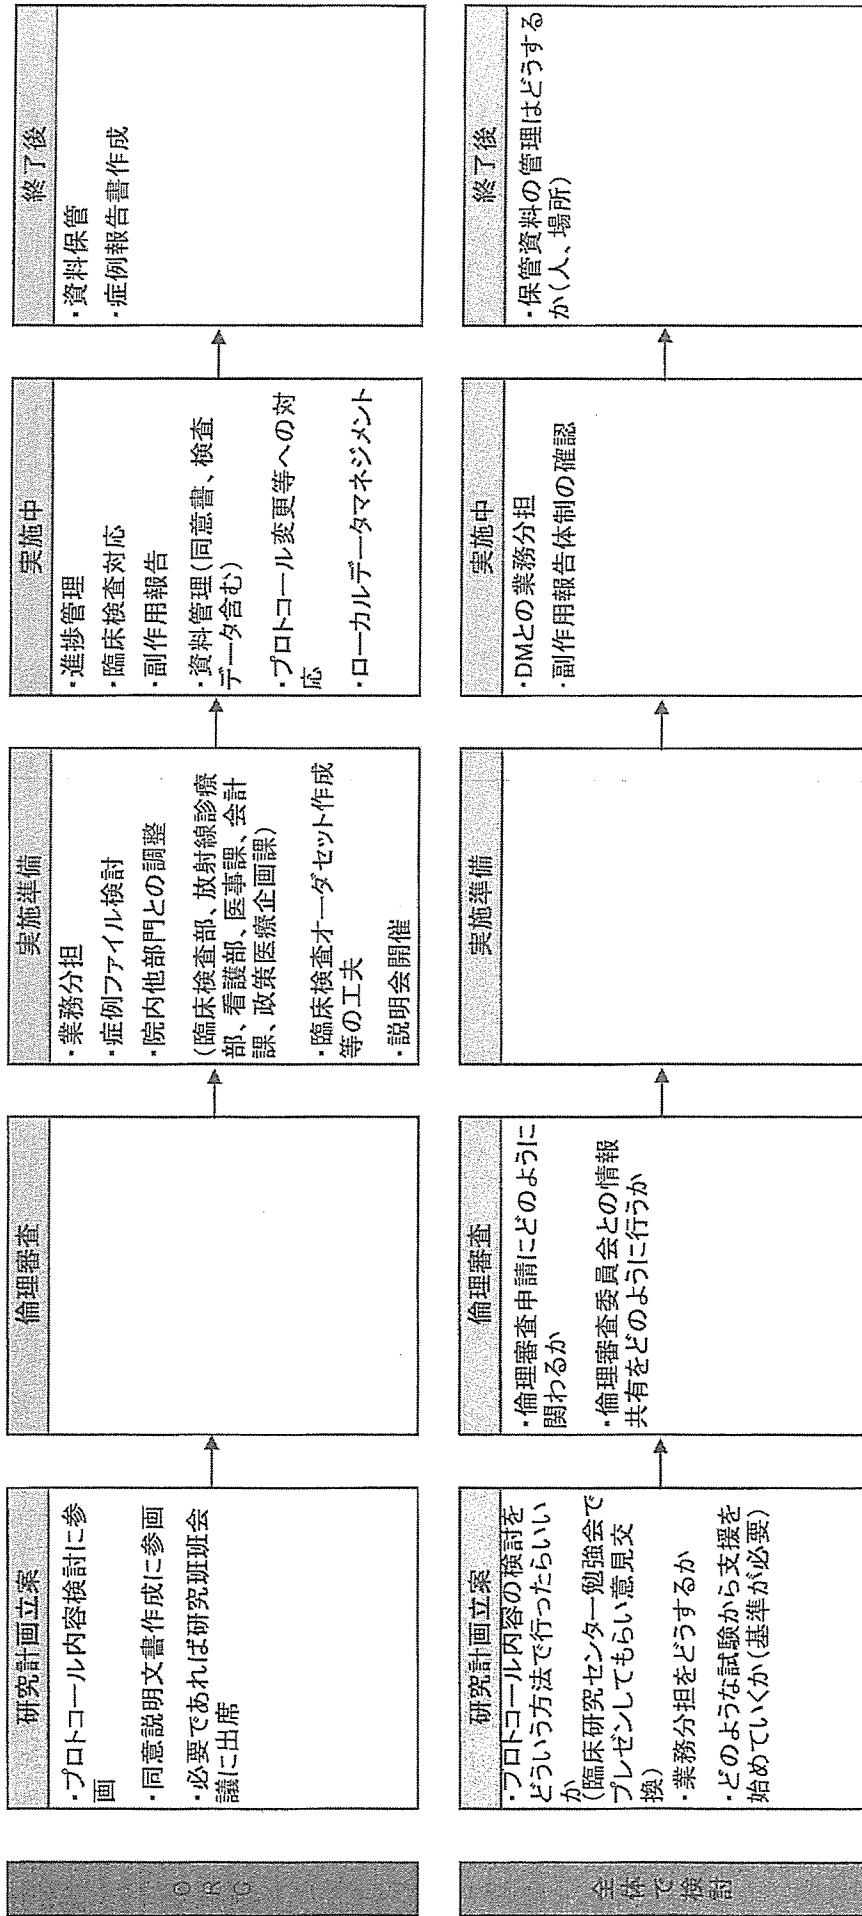 CRC
研究計画立案
・プロトコール内容検討に参
画
・同意説明文書作成に参画
・必要であれば研究班班会
議に出席
倫理審査
実施準備
・業務分担
・症例ファイル検討
・院内他部門との調整
(臨床検査部、放射線診療
部、看護部、医事課、会計
課、政策医療企画課)
・臨床検査オーダセット作成
等の工夫
・説明会開催
実施中
・進捗管理
・臨床検査対応
・副作用報告
・資料管理(同意書、検査
データ含む)
・プロトコール変更等への対
応
・ローカルデータマネジメント
終了後
・資料保管
・症例報告書作成
全体で検討
研究計画立案
・プロトコール内容の検討を
どういう方法で行ったらいい
か
(臨床研究センター勉強会で
プレゼンしてもらい意見交
換)
・業務分担をどうするか
・どのような試験から支援を
始めていくか(基準が必要)
倫理審査
・倫理審査申請にどのように
関わるか
・倫理審査委員会との情報
共有をどのように行うか
実施準備
実施中
・DMとの業務分担
・副作用報告体制の確認
終了後
・保管資料の管理はどうする
か(人、場所)